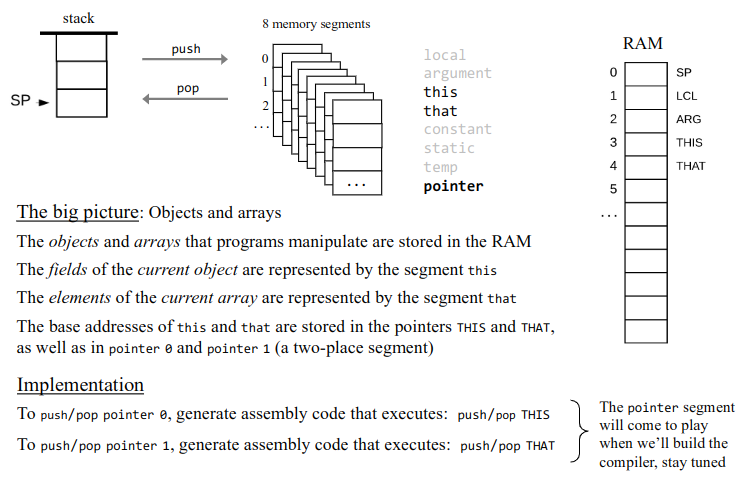 stack
8 memory segments
push
pop
SP
0
1
2
...
...
local
argument
this
that
constant
static
temp
pointer
RAM
0 SP
1 LCL
2 ARG
3 THIS
4 THAT
5
...
The big picture: Objects and arrays
The objects and arrays that programs manipulate are stored in the RAM
The fields of the current object are represented by the segment this
The elements of the current array are represented by the segment that
The base addresses of this and that are stored in the pointers THIS and THAT,
as well as in pointer 0 and pointer 1 (a two-place segment)
Implementation
To push/pop pointer 0, generate assembly code that executes: push/pop THIS
To push/pop pointer 1, generate assembly code that executes: push/pop THAT
The pointer segment
will come to play
when we’ll build the
compiler, stay tuned